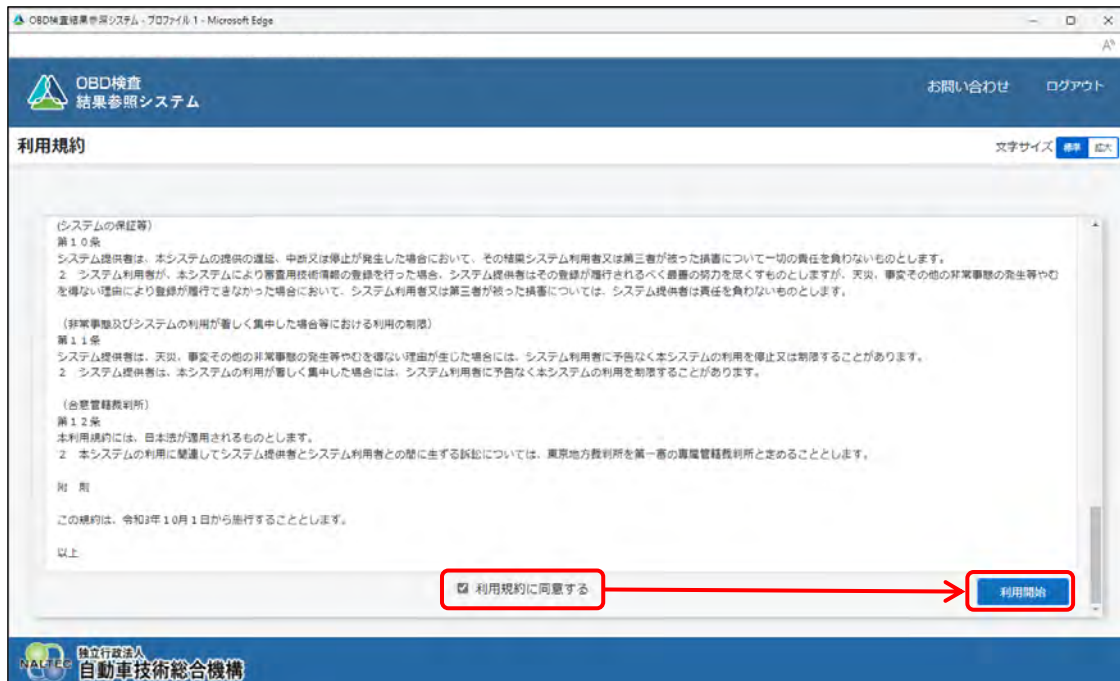 OBD検査結果参照システム - プロファイル 1 - Microsoft Edge
OBD検査
結果参照システム
お問い合わせ
ログアウト
利用規約
文字サイズ 標準 拡大
(システムの保証等)
第10条
システム提供者は、本システムの提供の遅延、中断又は停止が発生した場合において、その結果システム利用者又は第三者が被った損害について一切の責任を負わないものとします。
2 システム利用者が、本システムにより審査用技術情報の登録を行った場合、システム提供者はその登録が履行されるべく最善の努力を尽くすものとしますが、天災、事変その他の非常事態の発生等やむ
を得ない理由により登録が履行できなかった場合において、システム利用者又は第三者が被った損害については、システム提供者は責任を負わないものとします。
(非常事態及びシステムの利用が著しく集中した場合等における利用の制限)
第11条
システム提供者は、天災、事変その他の非常事態の発生等やむを得ない理由が生じた場合には、システム利用者に予告なく本システムの利用を停止又は制限することがあります。
2 システム提供者は、本システムの利用が著しく集中した場合には、システム利用者に予告なく本システムの利用を制限することがあります。
(合意管轄裁判所)
第12条
本利用規約には、日本法が適用されるものとします。
2 本システムの利用に関連してシステム提供者とシステム利用者との間に生ずる訴訟については、東京地方裁判所を第一審の専属管轄裁判所と定めることとします。
附 則
この規約は、令和3年10月1日から施行することとします。
以上
利用規約に同意する
利用開始
NALTEC
独立行政法人
自動車技術総合機構